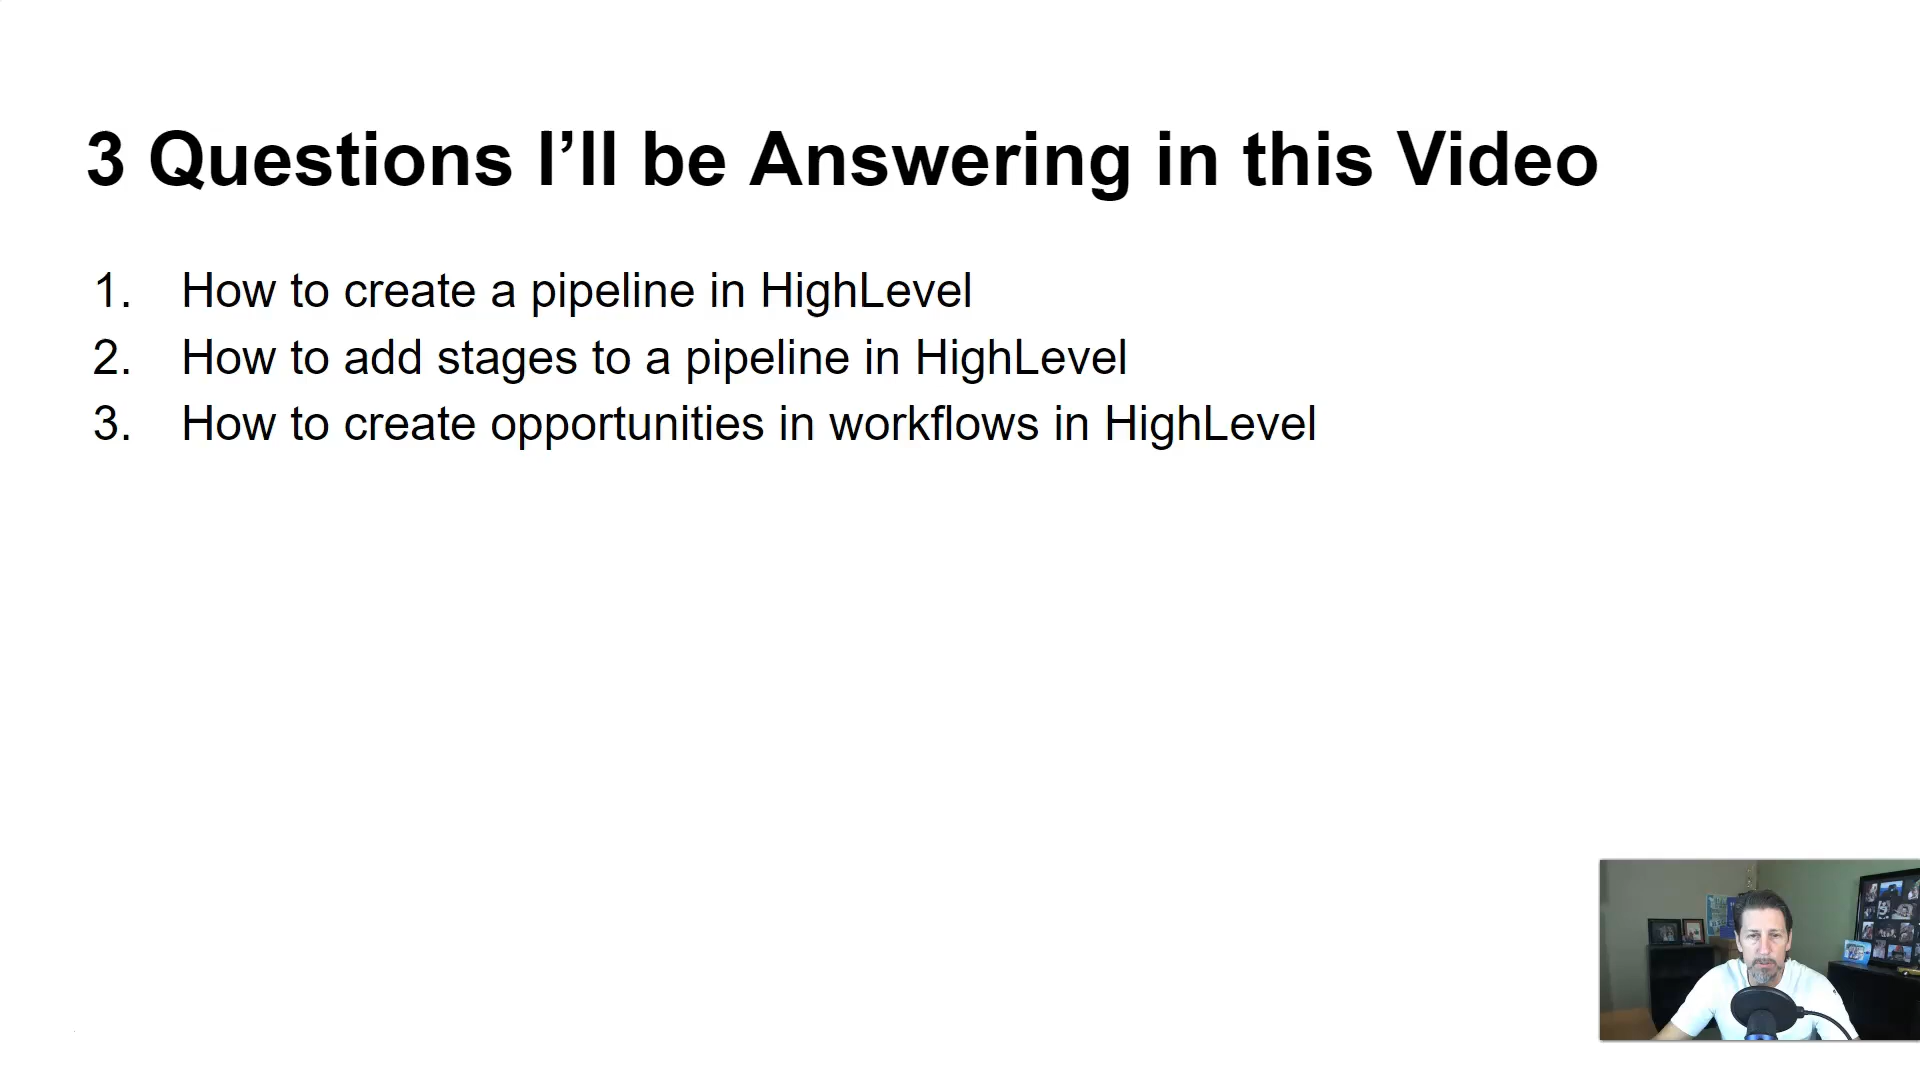 3 Questions I’ll be Answering in this Video
1. How to create a pipeline in HighLevel
2. How to add stages to a pipeline in HighLevel
3. How to create opportunities in workflows in HighLevel